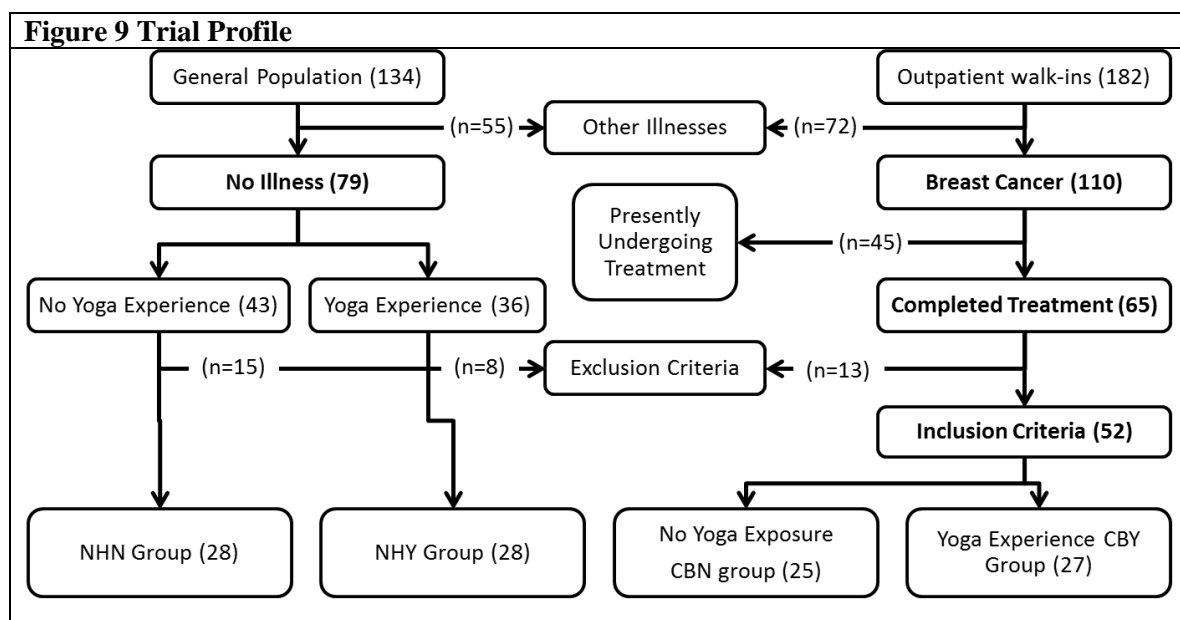 Figure 9 Trial Profile
General Population (134)
Outpatient walk-ins (182)
(n=55)
Other Illnesses
(n=72)
No Illness (79)
Breast Cancer (110)
Presently
Undergoing
Treatment
(n=45)
No Yoga Experience (43)
Yoga Experience (36)
Completed Treatment (65)
(n=15)
(n=8)
Exclusion Criteria
(n=13)
Inclusion Criteria (52)
NHN Group (28)
NHY Group (28)
No Yoga Exposure
CBN group (25)
Yoga Experience CBY
Group (27)